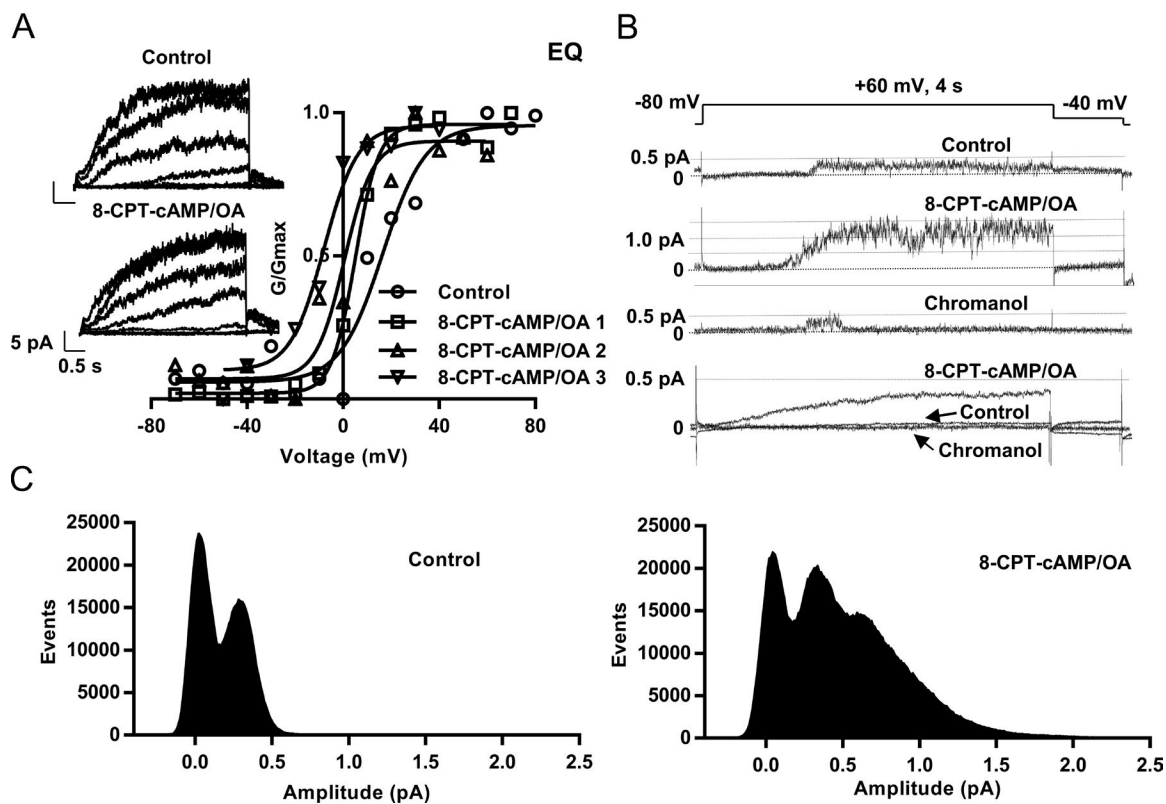 A
EQ
Control
8-CPT-cAMP/OA
5 pA
0.5 s
G/Gmax
1.0
0.5
Control
8-CPT-cAMP/OA 1
8-CPT-cAMP/OA 2
8-CPT-cAMP/OA 3
-80 -40 0 40 80
Voltage (mV)
B
+60 mV, 4 s
-80 mV
-40 mV
Control
0.5 pA
0
8-CPT-cAMP/OA
1.0 pA
0
Chromanol
0.5 pA
0
8-CPT-cAMP/OA
0.5 pA
Control
0
Chromanol
C
25000
20000
15000
10000
5000
0
Events
Control
0.0 0.5 1.0 1.5 2.0 2.5
Amplitude (pA)
25000
20000
15000
10000
5000
0
Events
8-CPT-cAMP/OA
0.0 0.5 1.0 1.5 2.0 2.5
Amplitude (pA)